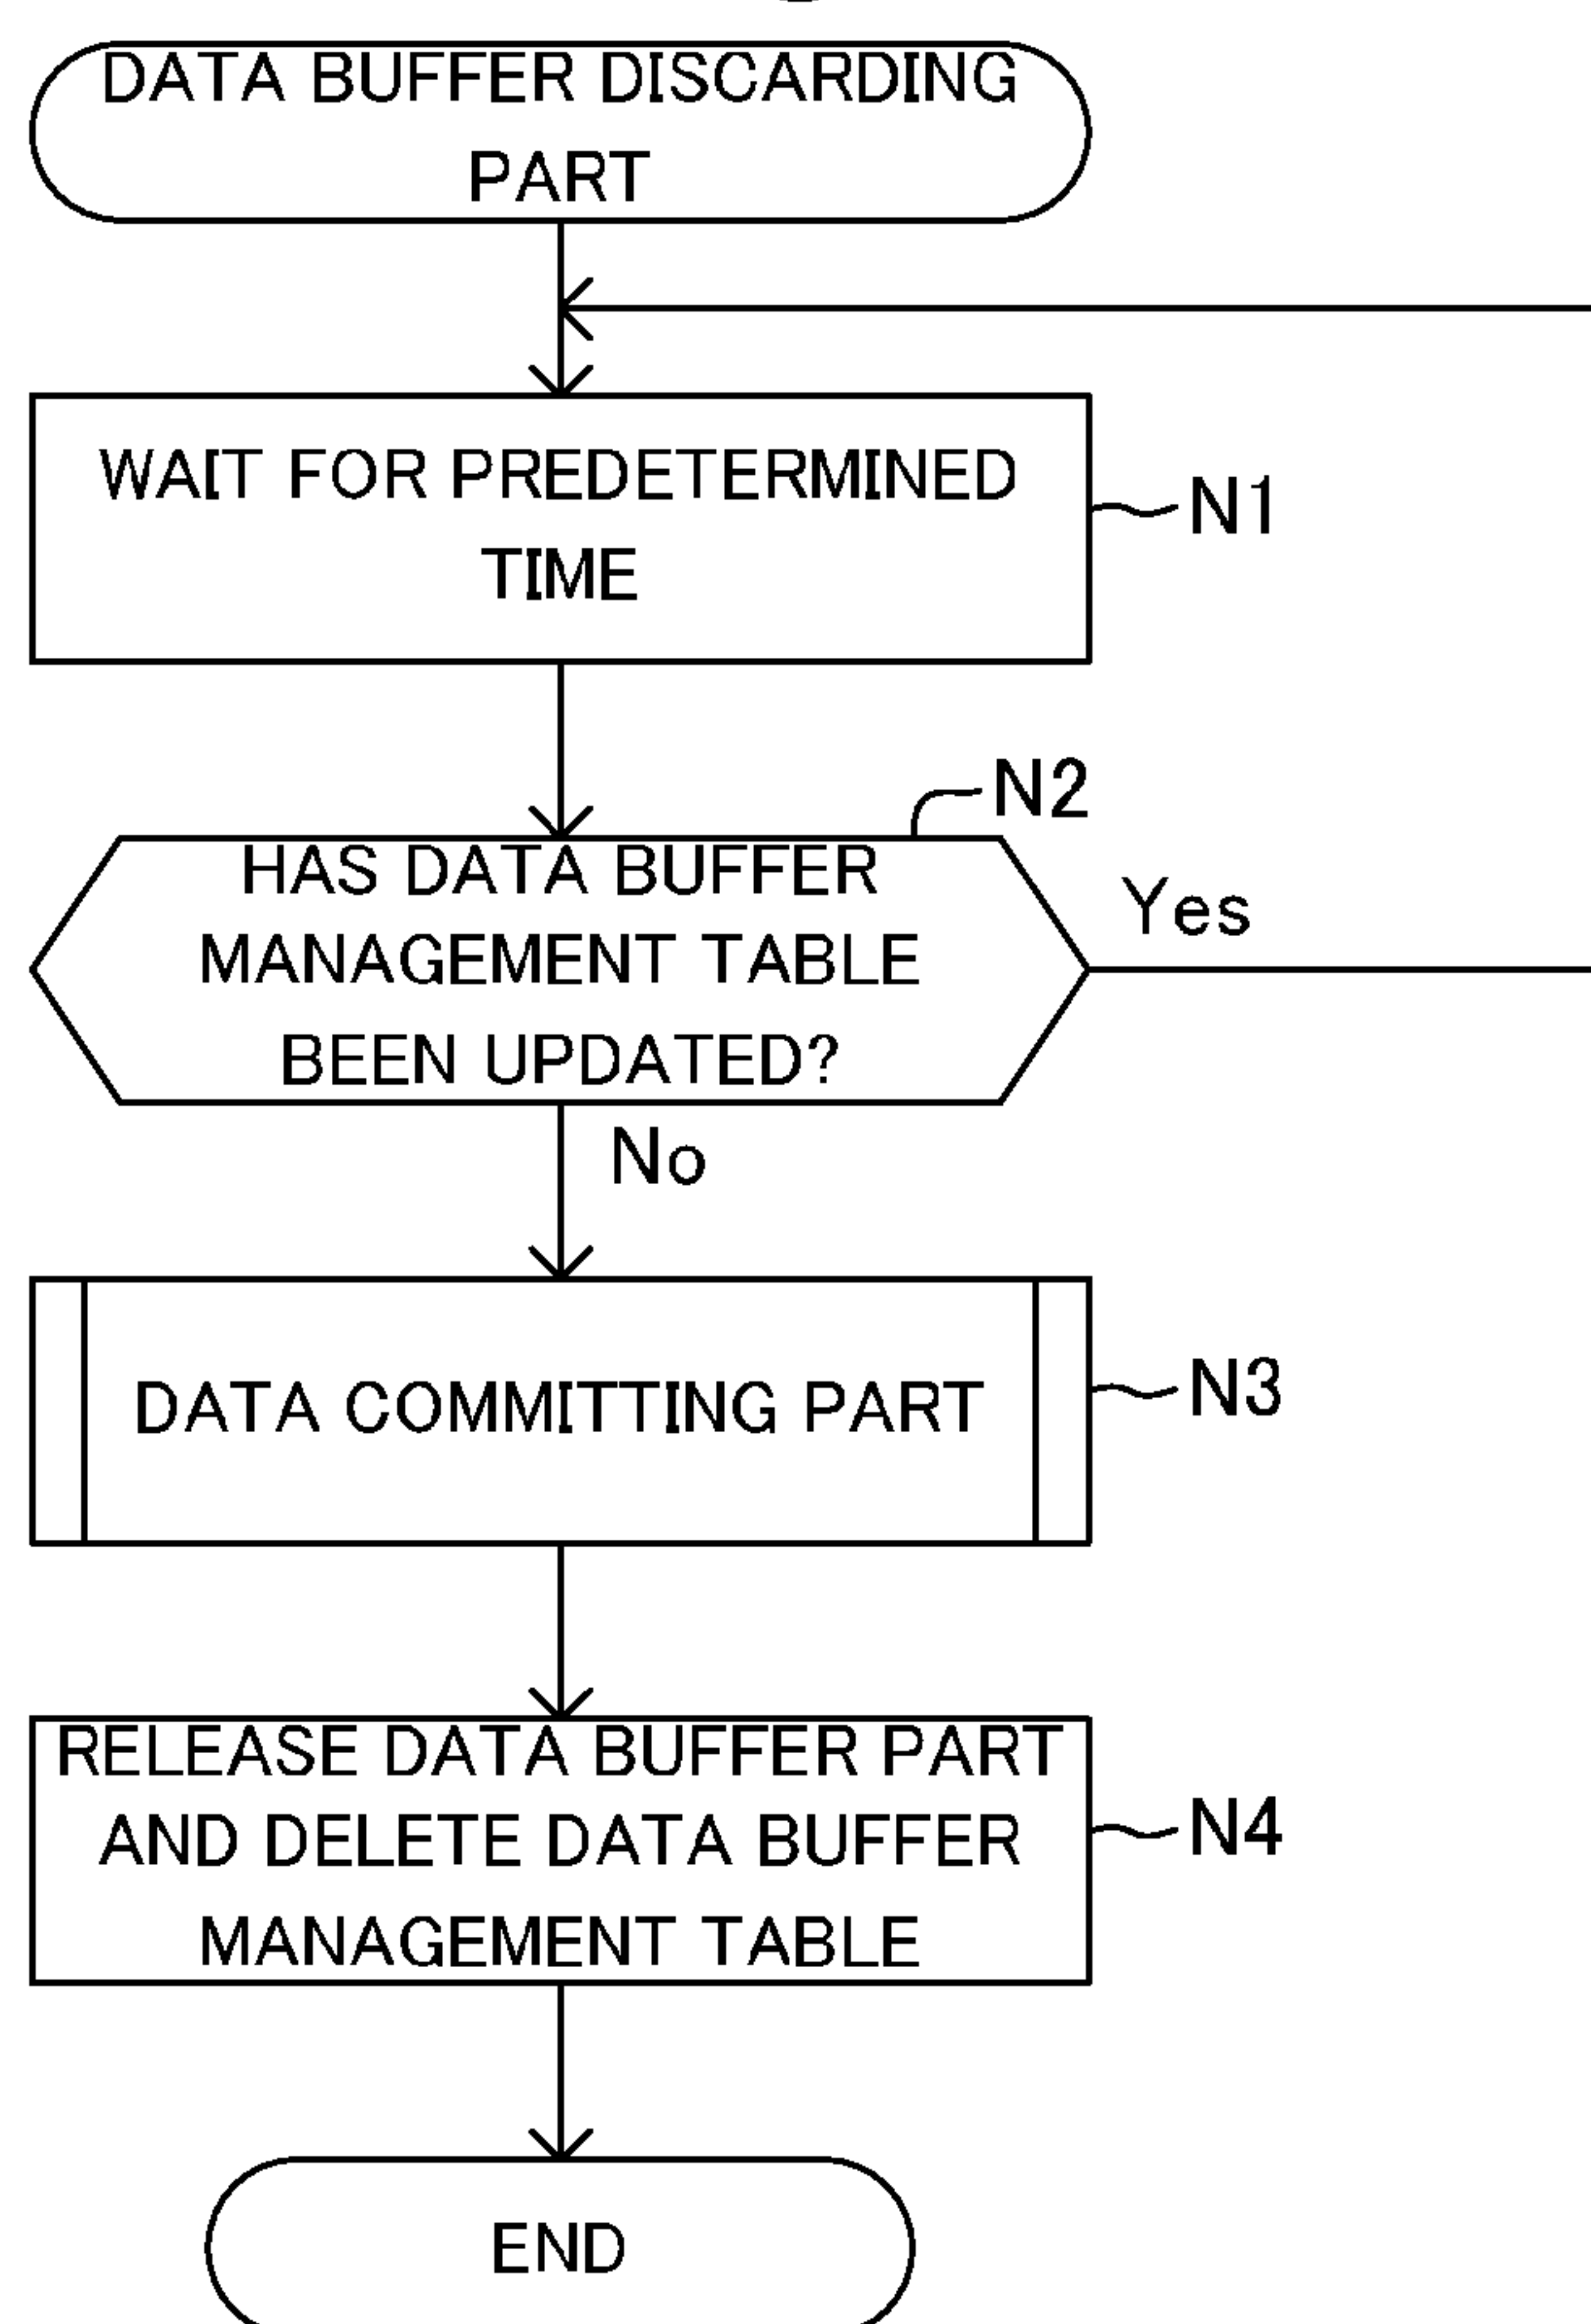 DATA BUFFER DISCARDING
PART
WAIT FOR PREDETERMINED
TIME
N1
N2
HAS DATA BUFFER
MANAGEMENT TABLE
BEEN UPDATED?
Yes
No
DATA COMMITTING PART
N3
RELEASE DATA BUFFER PART
AND DELETE DATA BUFFER
MANAGEMENT TABLE
N4
END